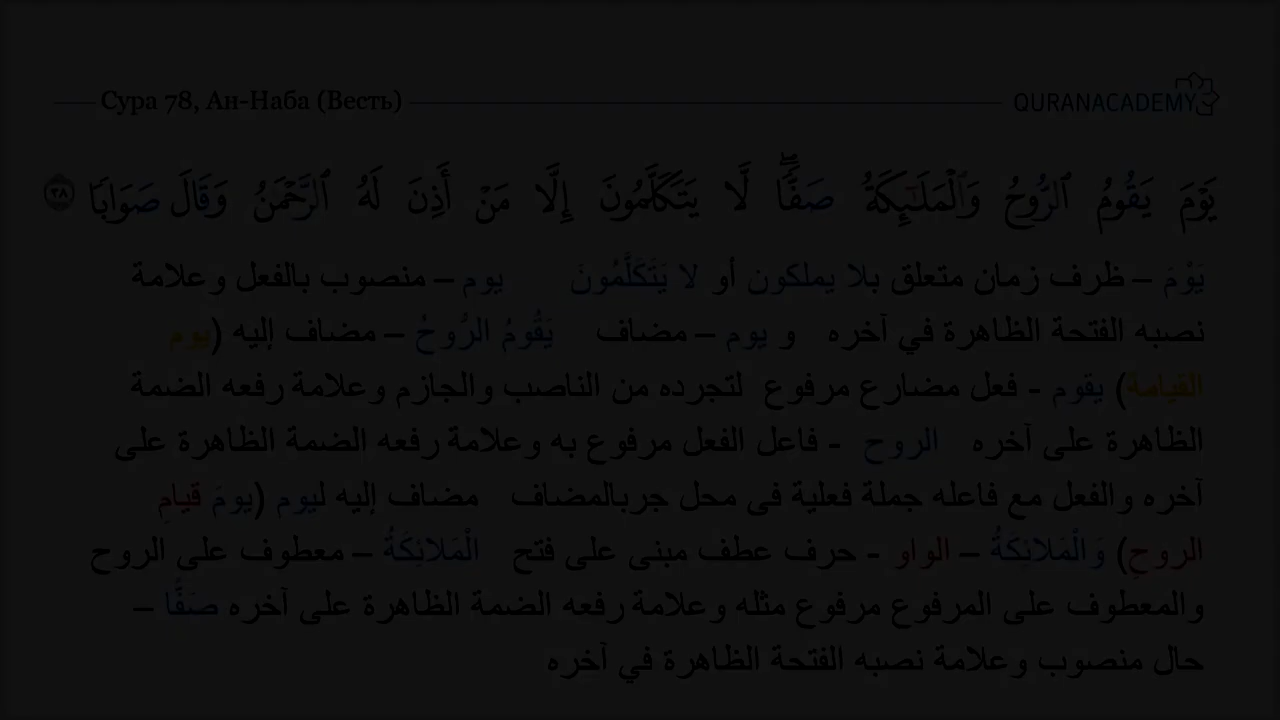 Сура 78, Ан-Наба (Весть)
QURANACADEMY
يَوْمَ يَقُومُ ٱلرُّوحُ وَٱلْمَلَـٰٓئِكَةُ صَفًّا ۖ لَّا يَتَكَلَّمُونَ إِلَّا مَنْ أَذِنَ لَهُ ٱلرَّحْمَـٰنُ وَقَالَ صَوَابًا ٣٨
يَوْمَ – ظرف زمان متعلق بلا يملكون أو لا يَتَكَلَّمُونَ يوم – منصوب بالفعل وعلامة
نصبه الفتحة الظاهرة في آخره و يوم – مضاف يَقُومُ الرُّوحُ – مضاف إليه (يوم
القيامة) يقوم - فعل مضارع مرفوع لتجرده من الناصب والجازم وعلامة رفعه الضمة
الظاهرة على آخره الروح - فاعل الفعل مرفوع به وعلامة رفعه الضمة الظاهرة على
آخره والفعل مع فاعله جملة فعلية فى محل جربالمضاف مضاف إليه ليوم (يومَ قيامِ
الروحِ) وَالْمَلائِكَةُ – الواو - حرف عطف مبنى على فتح الْمَلائِكَةُ – معطوف على الروح
والمعطوف على المرفوع مرفوع مثله وعلامة رفعه الضمة الظاهرة على آخره صَفًّا –
حال منصوب وعلامة نصبه الفتحة الظاهرة في آخره